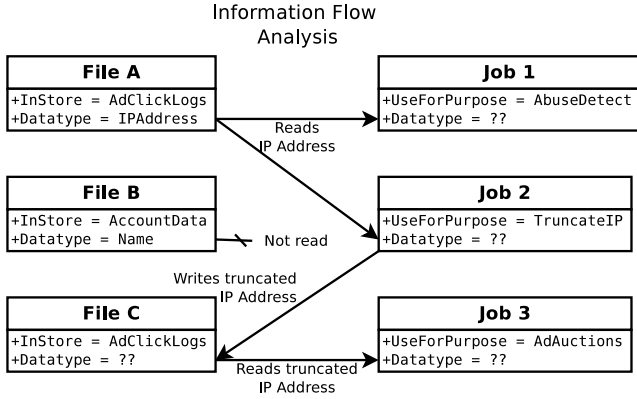 Information Flow
Analysis
File A
+InStore = AdClickLogs
+Datatype = IPAddress
Job 1
+UseForPurpose = AbuseDetect
+Datatype = ??
Reads
IP Address
File B
+InStore = AccountData
+Datatype = Name
Not read
Job 2
+UseForPurpose = TruncateIP
+Datatype = ??
Writes truncated
IP Address
File C
+InStore = AdClickLogs
+Datatype = ??
Job 3
+UseForPurpose = AdAuctions
+Datatype = ??
Reads truncated
IP Address